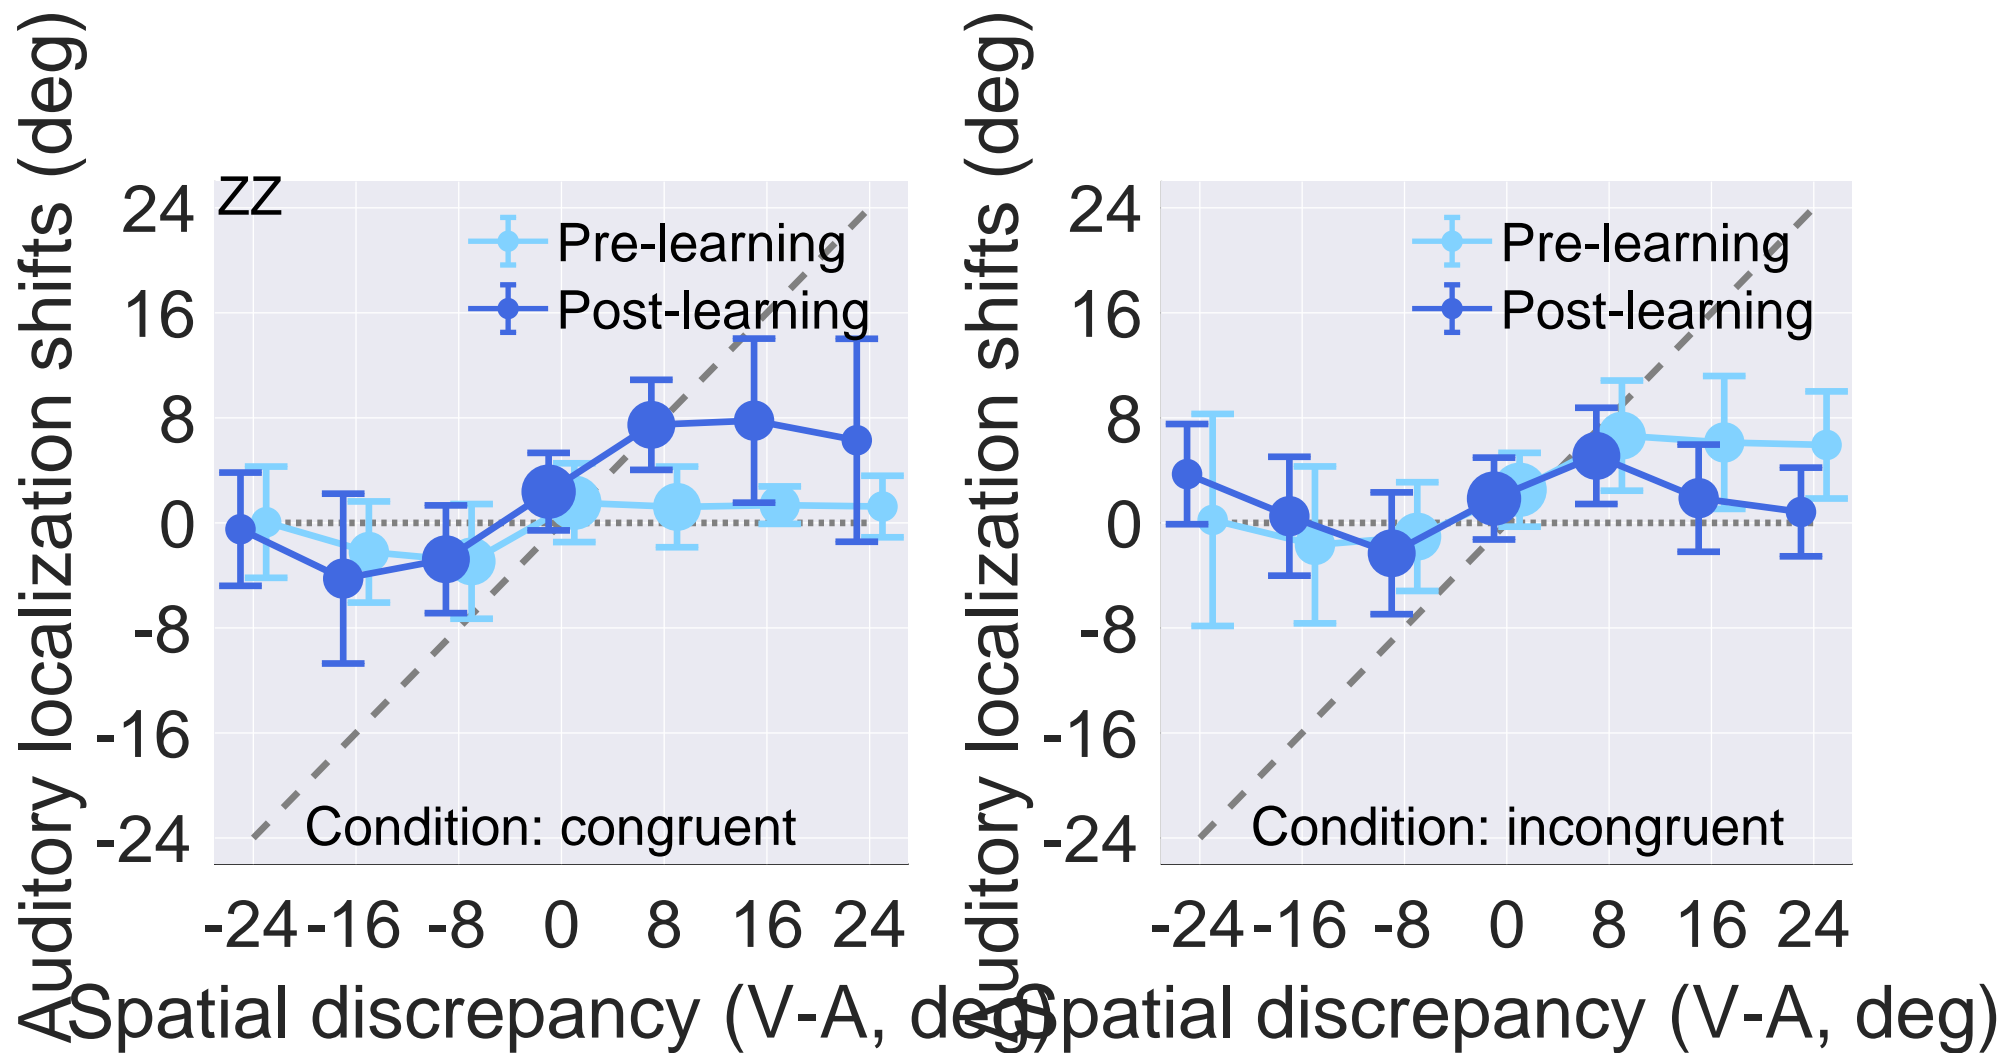 Auditory localization shifts (deg)
24
16
8
0
-8
-16
-24
ZZ
Pre-learning
Post-learning
Condition: congruent
-24 -16 -8 0 8 16 24
Spatial discrepancy (V-A, deg)
Auditory localization shifts (deg)
24
16
8
0
-8
-16
-24
Pre-learning
Post-learning
Condition: incongruent
-24 -16 -8 0 8 16 24
Spatial discrepancy (V-A, deg)